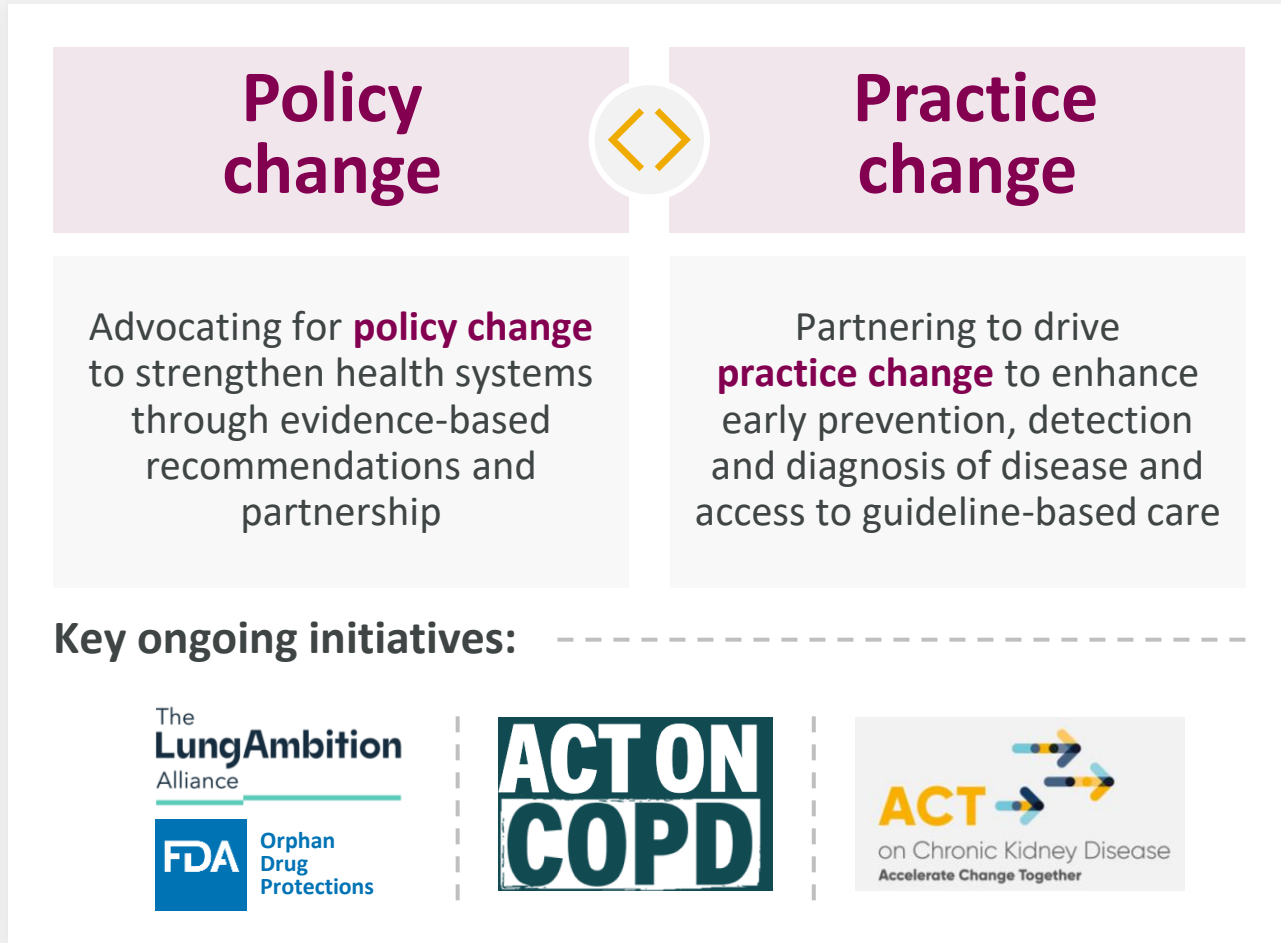 Policy
change
Practice
change
Advocating for policy change
to strengthen health systems
through evidence-based
recommendations and
partnership
Partnering to drive
practice change to enhance
early prevention, detection
and diagnosis of disease and
access to guideline-based care
Key ongoing initiatives:
The
LungAmbition
Alliance
FDA
Orphan
Drug
Protections
ACT ON
COPD
ACT
on Chronic Kidney Disease
Accelerate Change Together